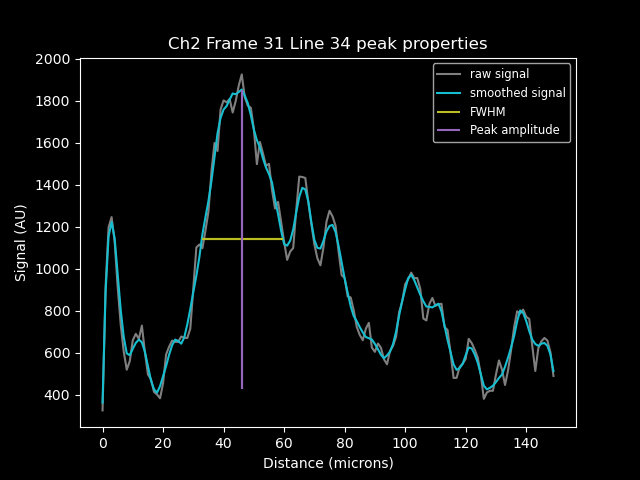 Ch2 Frame 31 Line 34 peak properties
raw signal
smoothed signal
FWHM
Peak amplitude
Signal (AU)
2000
1800
1600
1400
1200
1000
800
600
400
0 20 40 60 80 100 120 140
Distance (microns)